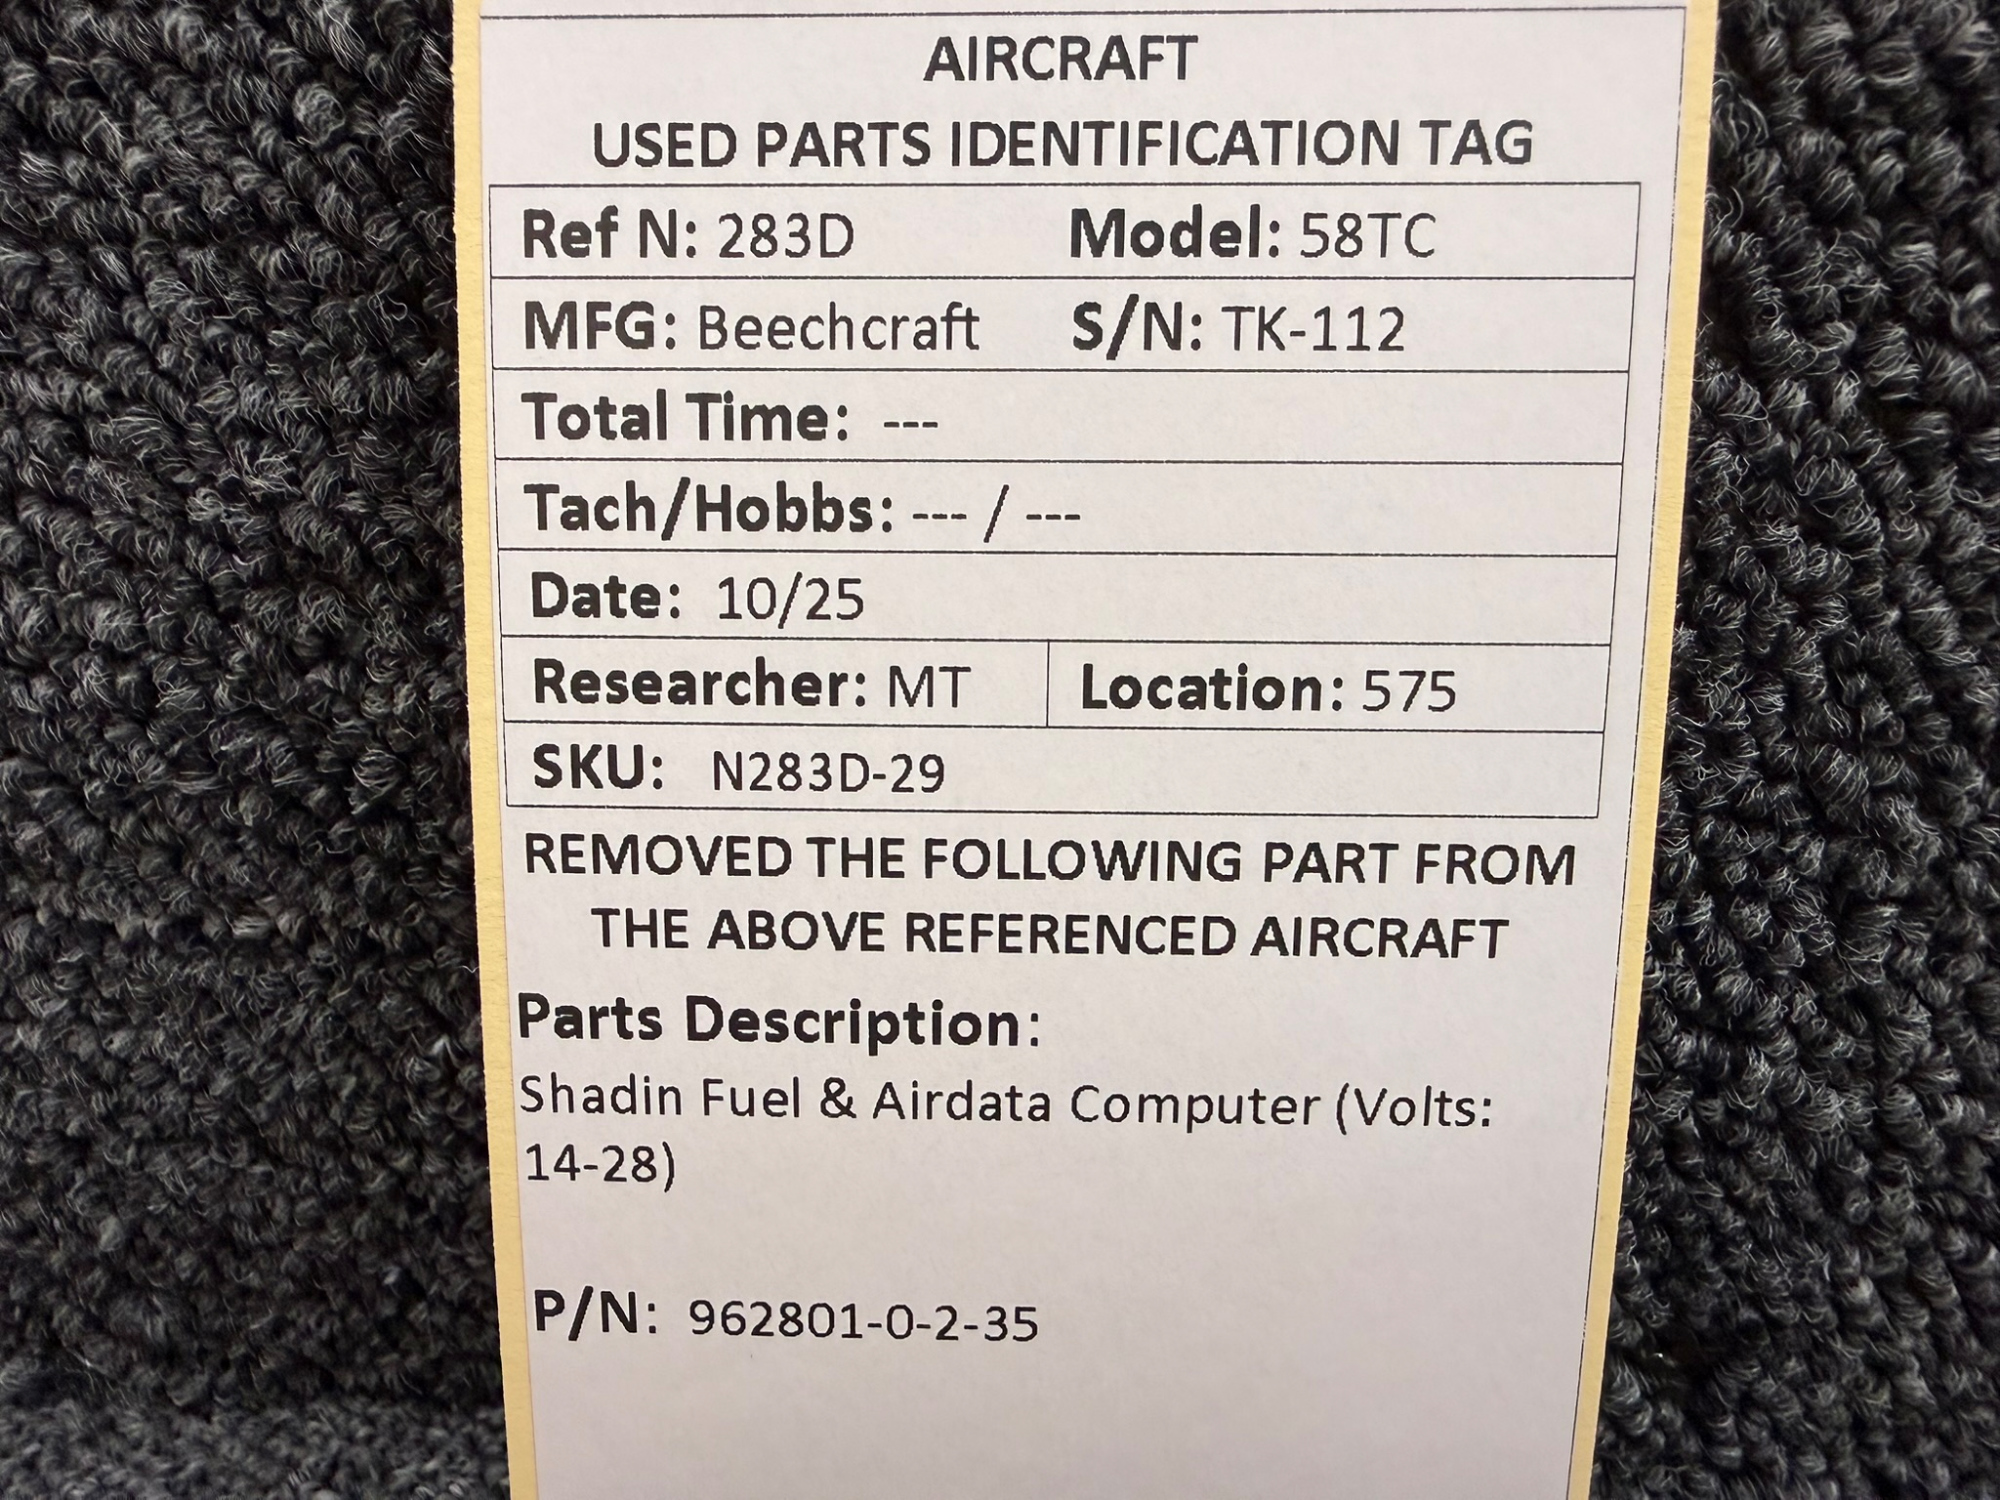 AIRCRAFT
USED PARTS IDENTIFICATION TAG
Ref N: 283D Model: 58TC
MFG: Beechcraft S/N: TK-112
Total Time: ---
Tach/Hobbs: --- / ---
Date: 10/25
Researcher: MT Location: 575
SKU: N283D-29
REMOVED THE FOLLOWING PART FROM
THE ABOVE REFERENCED AIRCRAFT
Parts Description:
Shadin Fuel & Airdata Computer (Volts:
14-28)
P/N: 962801-0-2-35